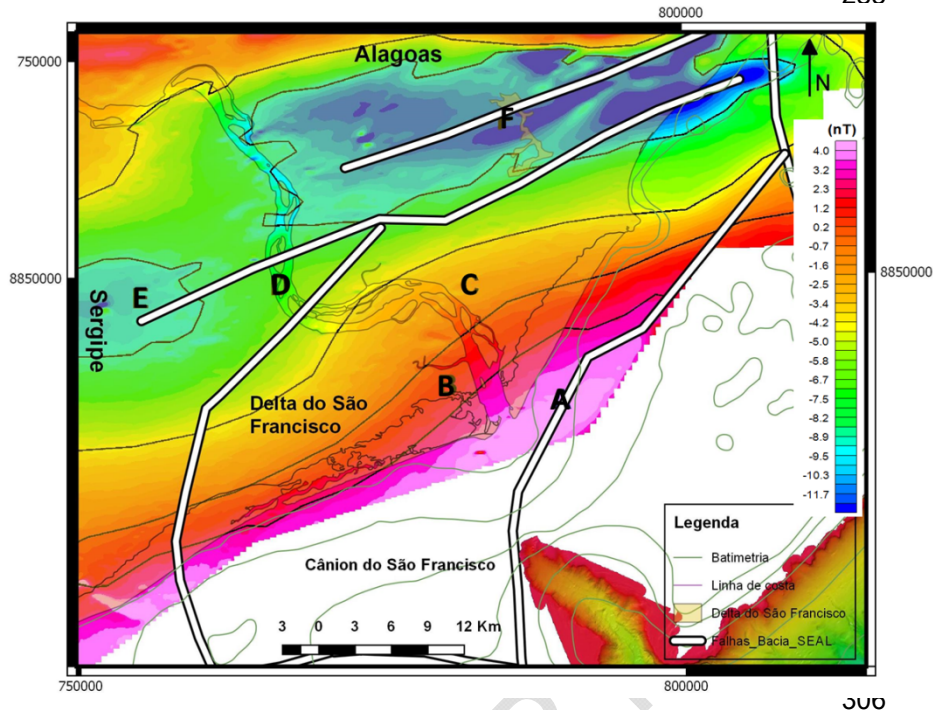 800000
750000
Alagoas
N
(nT)
4.0
3.2
2.3
1.2
-0.7
-1.6
-2.5
-3.4
-4.2
-5.0
-5.8
-6.7
-7.5
-8.2
-8.9
-9.5
-10.3
-11.7
F
8850000
8850000
E
D
C
Sergipe
B
A
Delta do São
Francisco
Legenda
Batimetria
Linha de costa
Delta do São Francisco
Falhas_Bacia_SEAL
Cânion do São Francisco
3 0 3 6 9 12 Km
750000
800000